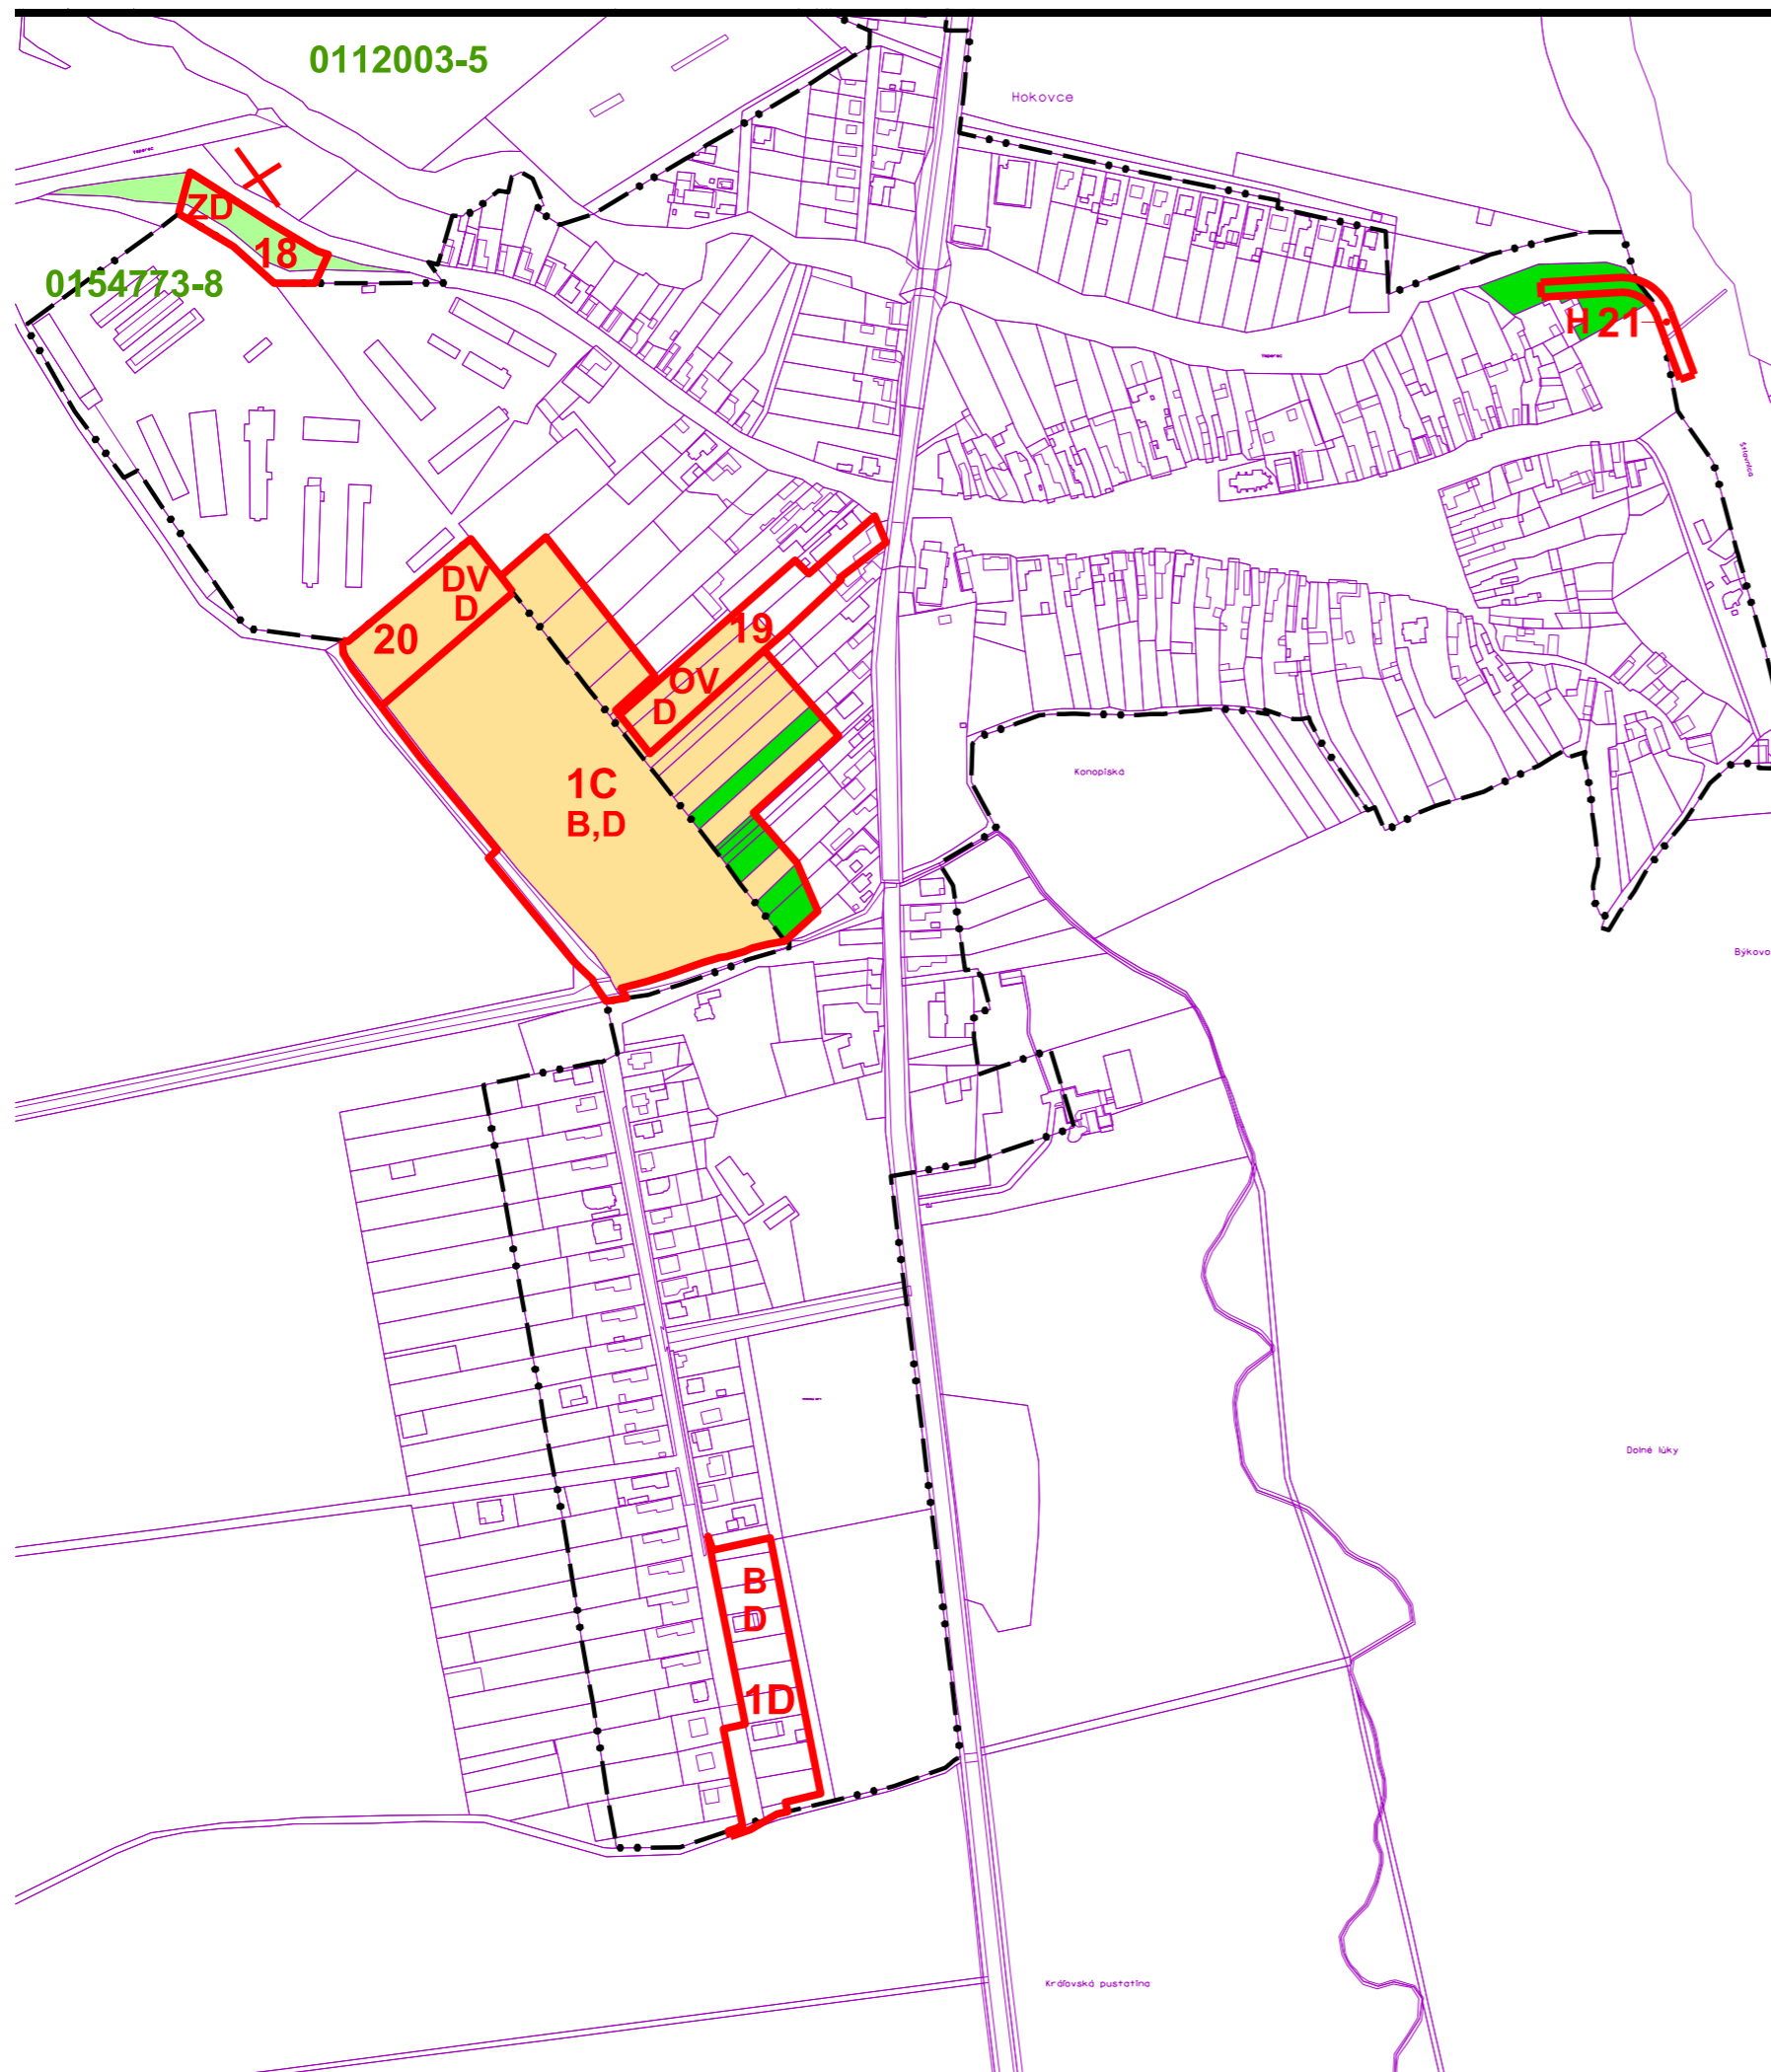 0112003-5
Hokovce
ZD
18
0154773-8
H 21
DV
D
20
19
OV
D
1C
B,D
Konopiská
Býkovo
Dolné lúky
B
D
1D
Kráľovská pustatina